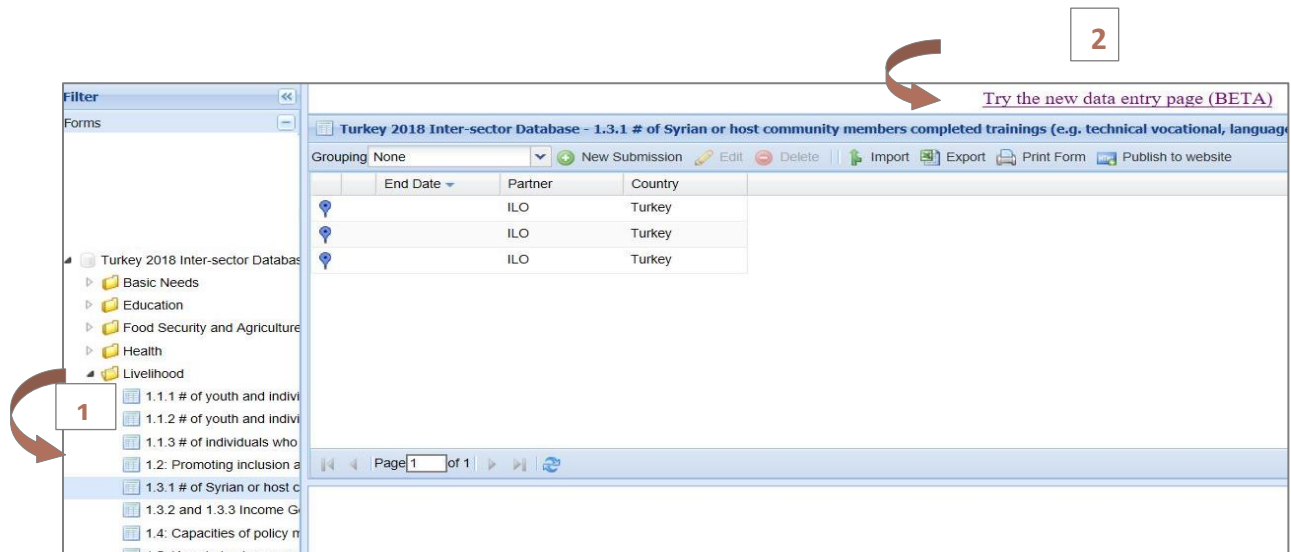 2
Filter
Try the new data entry page (BETA)
Forms
Turkey 2018 Inter-sector Database - 1.3.1 # of Syrian or host community members completed trainings (e.g. technical vocational, language
Grouping None New Submission Edit Delete Import Export Print Form Publish to website
End Date Partner Country
ILO Turkey
ILO Turkey
ILO Turkey
Turkey 2018 Inter-sector Databas
Basic Needs
Education
Food Security and Agriculture
Health
Livelihood
1
1.1.1 # of youth and indivi
1.1.2 # of youth and indivi
1.1.3 # of individuals who
1.2: Promoting inclusion a
1.3.1 # of Syrian or host c
1.3.2 and 1.3.3 Income G
1.4: Capacities of policy m
Page 1 of 1